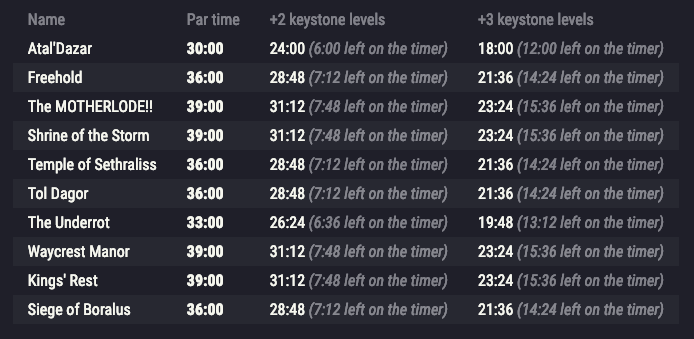 Name Par time +2 keystone levels +3 keystone levels
Atal'Dazar 30:00 24:00 (6:00 left on the timer) 18:00 (12:00 left on the timer)
Freehold 36:00 28:48 (7:12 left on the timer) 21:36 (14:24 left on the timer)
The MOTHERLODE!! 39:00 31:12 (7:48 left on the timer) 23:24 (15:36 left on the timer)
Shrine of the Storm 39:00 31:12 (7:48 left on the timer) 23:24 (15:36 left on the timer)
Temple of Sethraliss 36:00 28:48 (7:12 left on the timer) 21:36 (14:24 left on the timer)
Tol Dagor 36:00 28:48 (7:12 left on the timer) 21:36 (14:24 left on the timer)
The Underrot 33:00 26:24 (6:36 left on the timer) 19:48 (13:12 left on the timer)
Waycrest Manor 39:00 31:12 (7:48 left on the timer) 23:24 (15:36 left on the timer)
Kings' Rest 39:00 31:12 (7:48 left on the timer) 23:24 (15:36 left on the timer)
Siege of Boralus 36:00 28:48 (7:12 left on the timer) 21:36 (14:24 left on the timer)